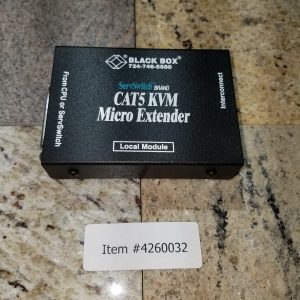 BLACK BOX®
724-746-5500
ServSwitch BRAND
CAT5 KVM
Micro Extender
Local Module
From CPU or ServSwitch
Interconnect
Item #4260032